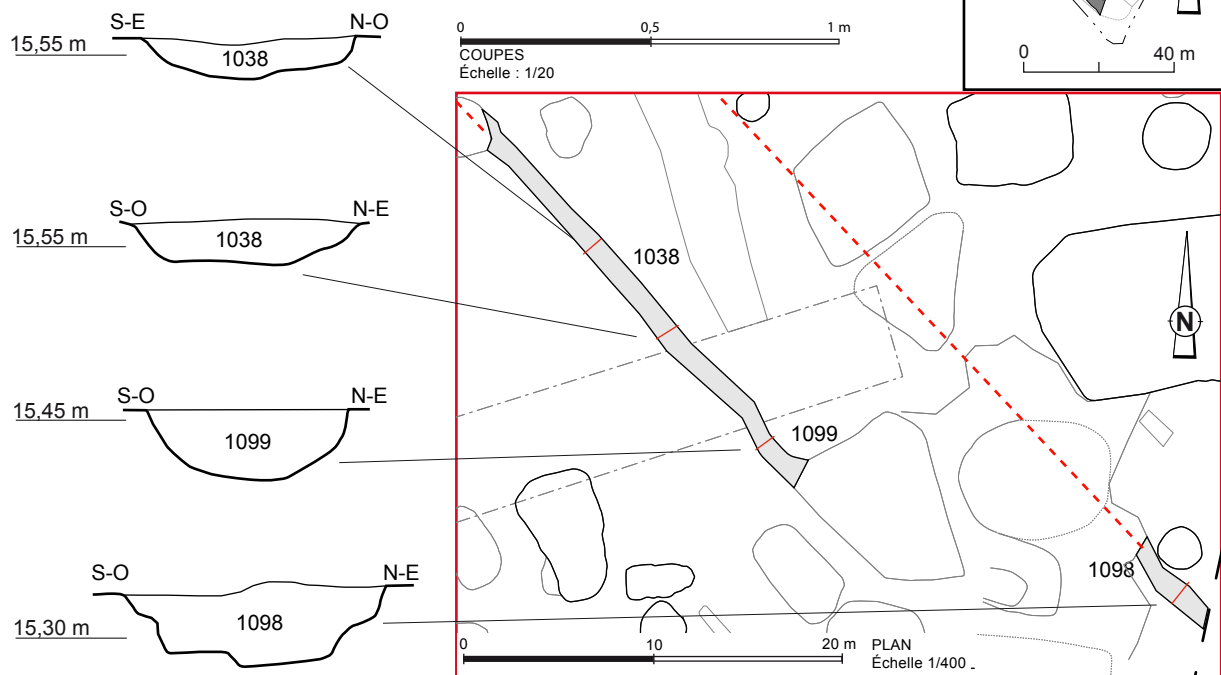 S-E N-O
15,55 m
1038
S-O N-E
15,55 m
1038
S-O N-E
15,45 m
1099
S-O N-E
15,30 m
1098
0 0,5 1 m
COUPES
Échelle : 1/20
0 40 m
1038
N
1099
1098
0 10 20 m
PLAN
Échelle 1/400